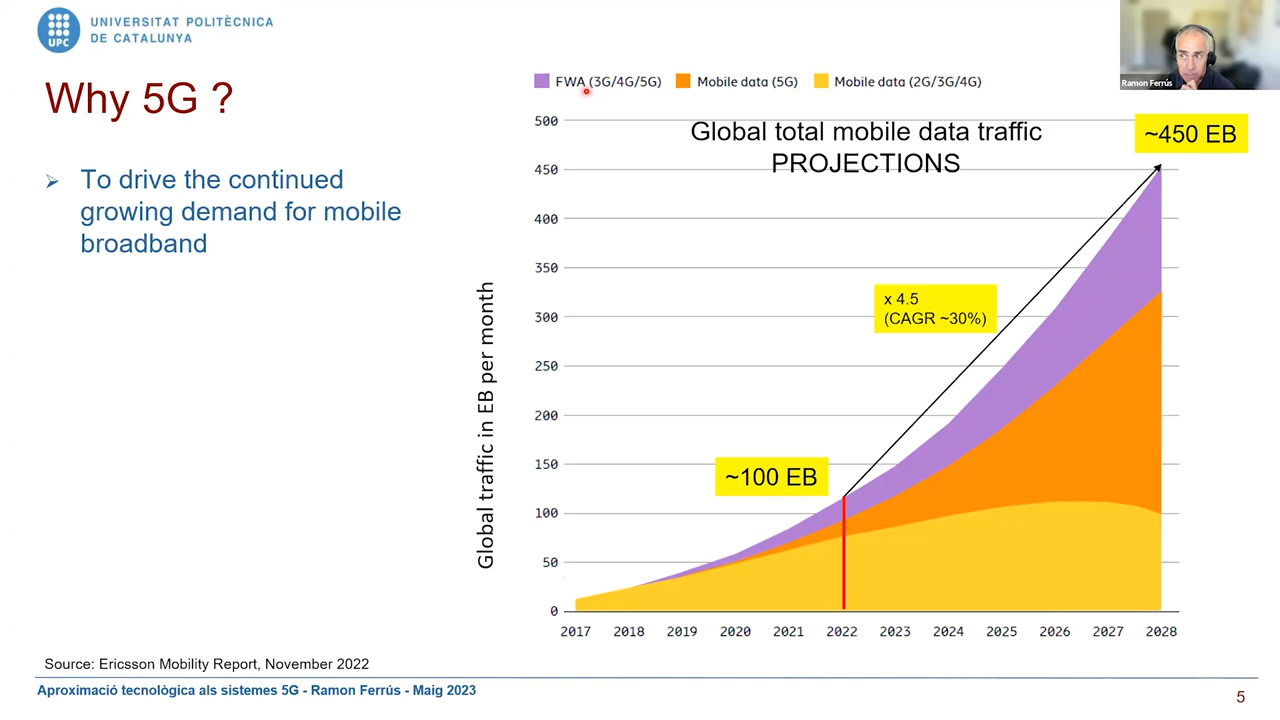 UNIVERSITAT POLITÈCNICA
DE CATALUNYA
UPC
Why 5G ?
To drive the continued
growing demand for mobile
broadband
FWA (3G/4G/5G)
Mobile data (5G)
Mobile data (2G/3G/4G)
Ramon Ferrús
Global total mobile data traffic
PROJECTIONS
~450 EB
x 4.5
(CAGR ~30%)
~100 EB
Global traffic in EB per month
500
450
400
350
300
250
200
150
100
50
0
2017 2018 2019 2020 2021 2022 2023 2024 2025 2026 2027 2028
Source: Ericsson Mobility Report, November 2022
Aproximació tecnològica als sistemes 5G - Ramon Ferrús - Maig 2023
5